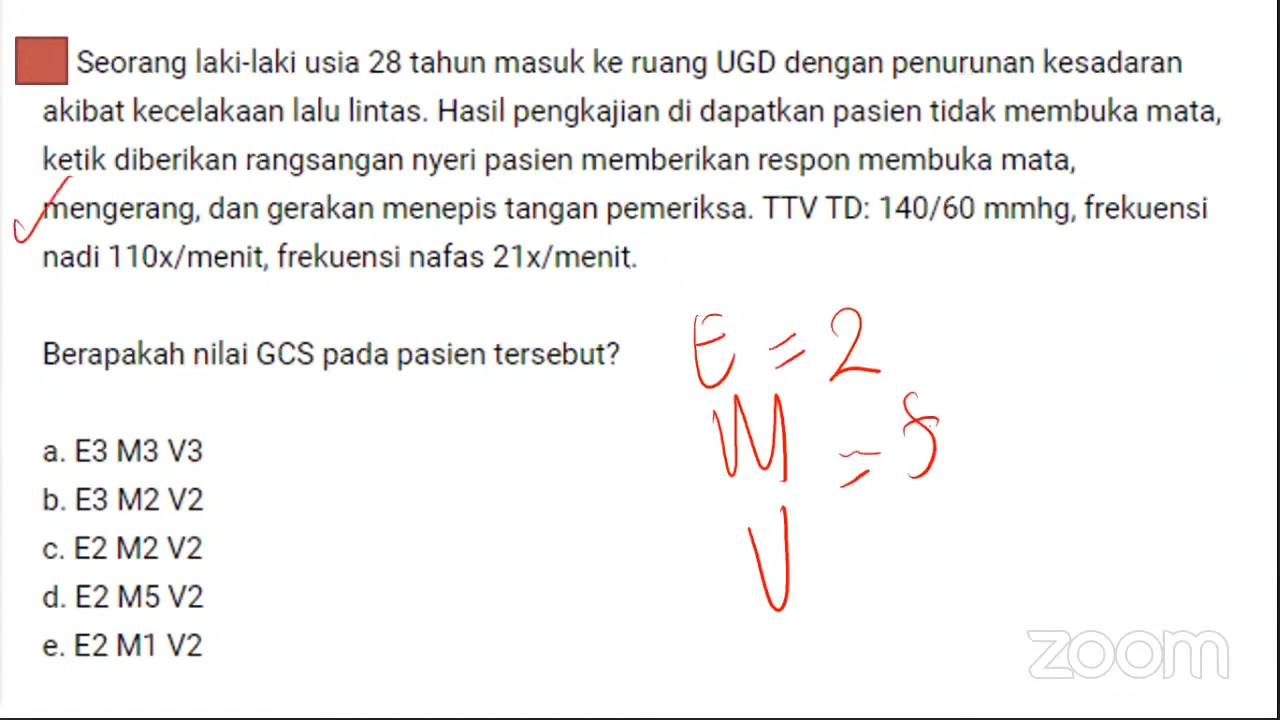 Seorang laki-laki usia 28 tahun masuk ke ruang UGD dengan penurunan kesadaran
akibat kecelakaan lalu lintas. Hasil pengkajian di dapatkan pasien tidak membuka mata,
ketik diberikan rangsangan nyeri pasien memberikan respon membuka mata,
mengerang, dan gerakan menepis tangan pemeriksa. TTV TD: 140/60 mmhg, frekuensi
nadi 110x/menit, frekuensi nafas 21x/menit.
Berapakah nilai GCS pada pasien tersebut?
E = 2
M = 5
V
a. E3 M3 V3
b. E3 M2 V2
c. E2 M2 V2
d. E2 M5 V2
e. E2 M1 V2
zoom